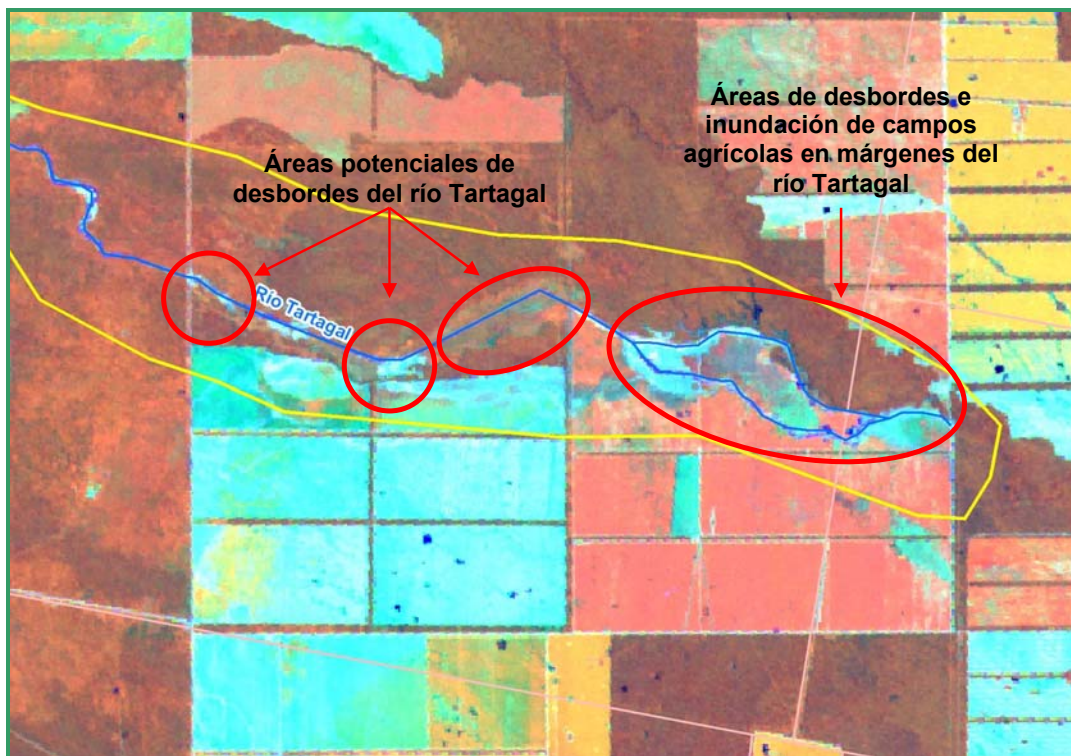 Áreas de desbordes e
inundación de campos
agrícolas en márgenes del
río Tartagal
Áreas potenciales de
desbordes del río Tartagal
Río Tartagal